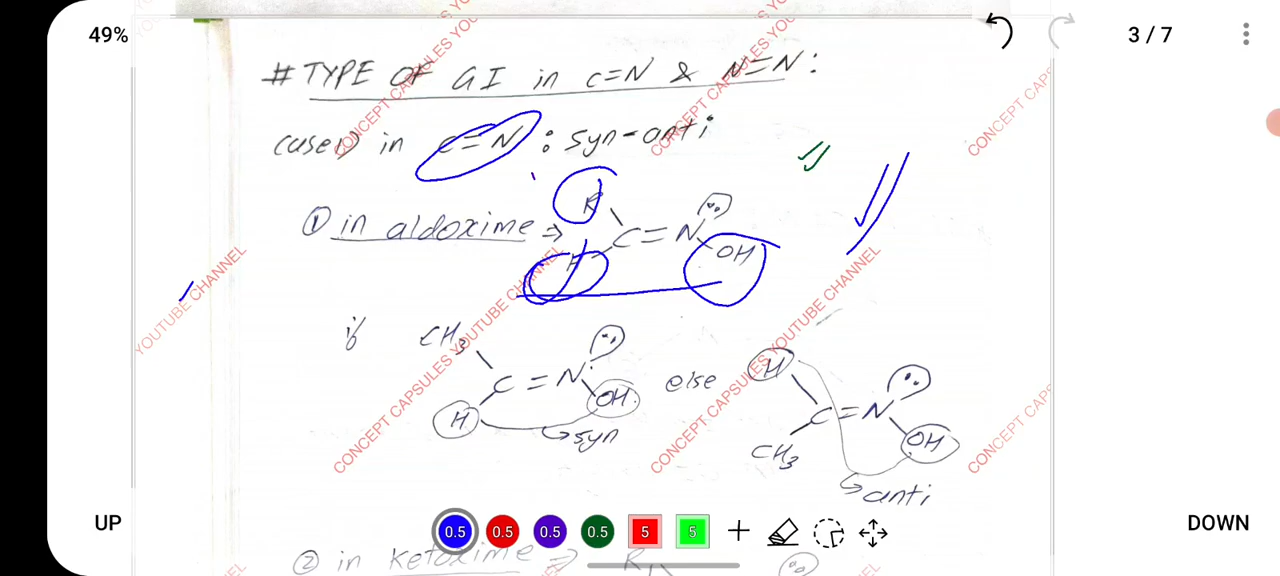 49%
3 / 7
# TYPE OF GI in C=N & N=N:
(case1) in C=N : syn-anti
① in aldoxime ⇒
R
C=N
H
OH
if
CH3
C=N
H
OH
syn
else
H
C=N
CH3
OH
anti
UP
0.5
0.5
0.5
0.5
5
5
DOWN
② in ketoxime ⇒ R
CONCEPT CAPSULES YOUTUBE CHANNEL